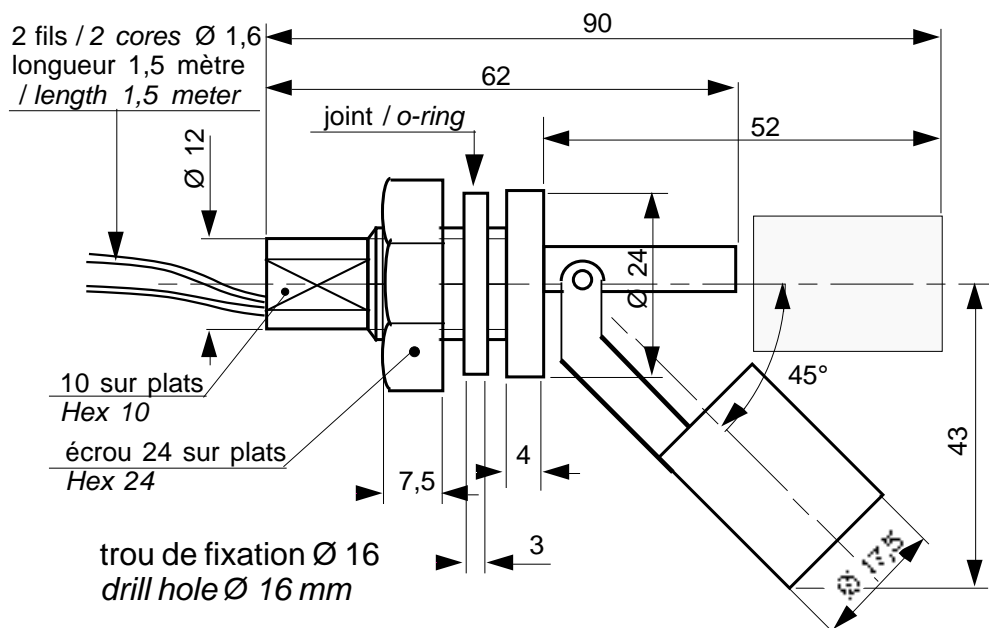 2 fils / 2 cores Ø 1,6
longueur 1,5 mètre
/ length 1,5 meter
90
62
joint / o-ring
52
Ø 12
Ø 24
45°
10 sur plats
Hex 10
43
écrou 24 sur plats
Hex 24
7,5
4
3
Ø 17,5
trou de fixation Ø 16
drill hole Ø 16 mm